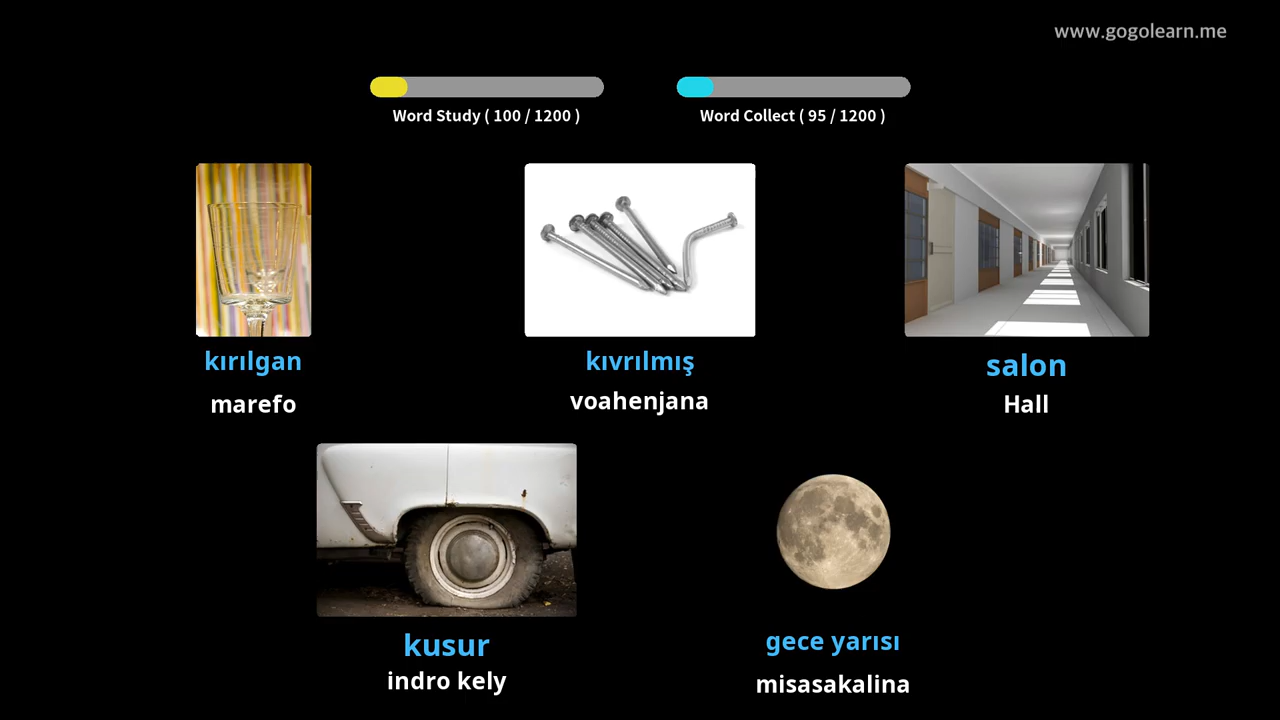 www.gogolearn.me
Word Study ( 100 / 1200 )
Word Collect ( 95 / 1200 )
kırılgan
marefo
kıvrılmış
voahenjana
salon
Hall
kusur
indro kely
gece yarısı
misasakalina